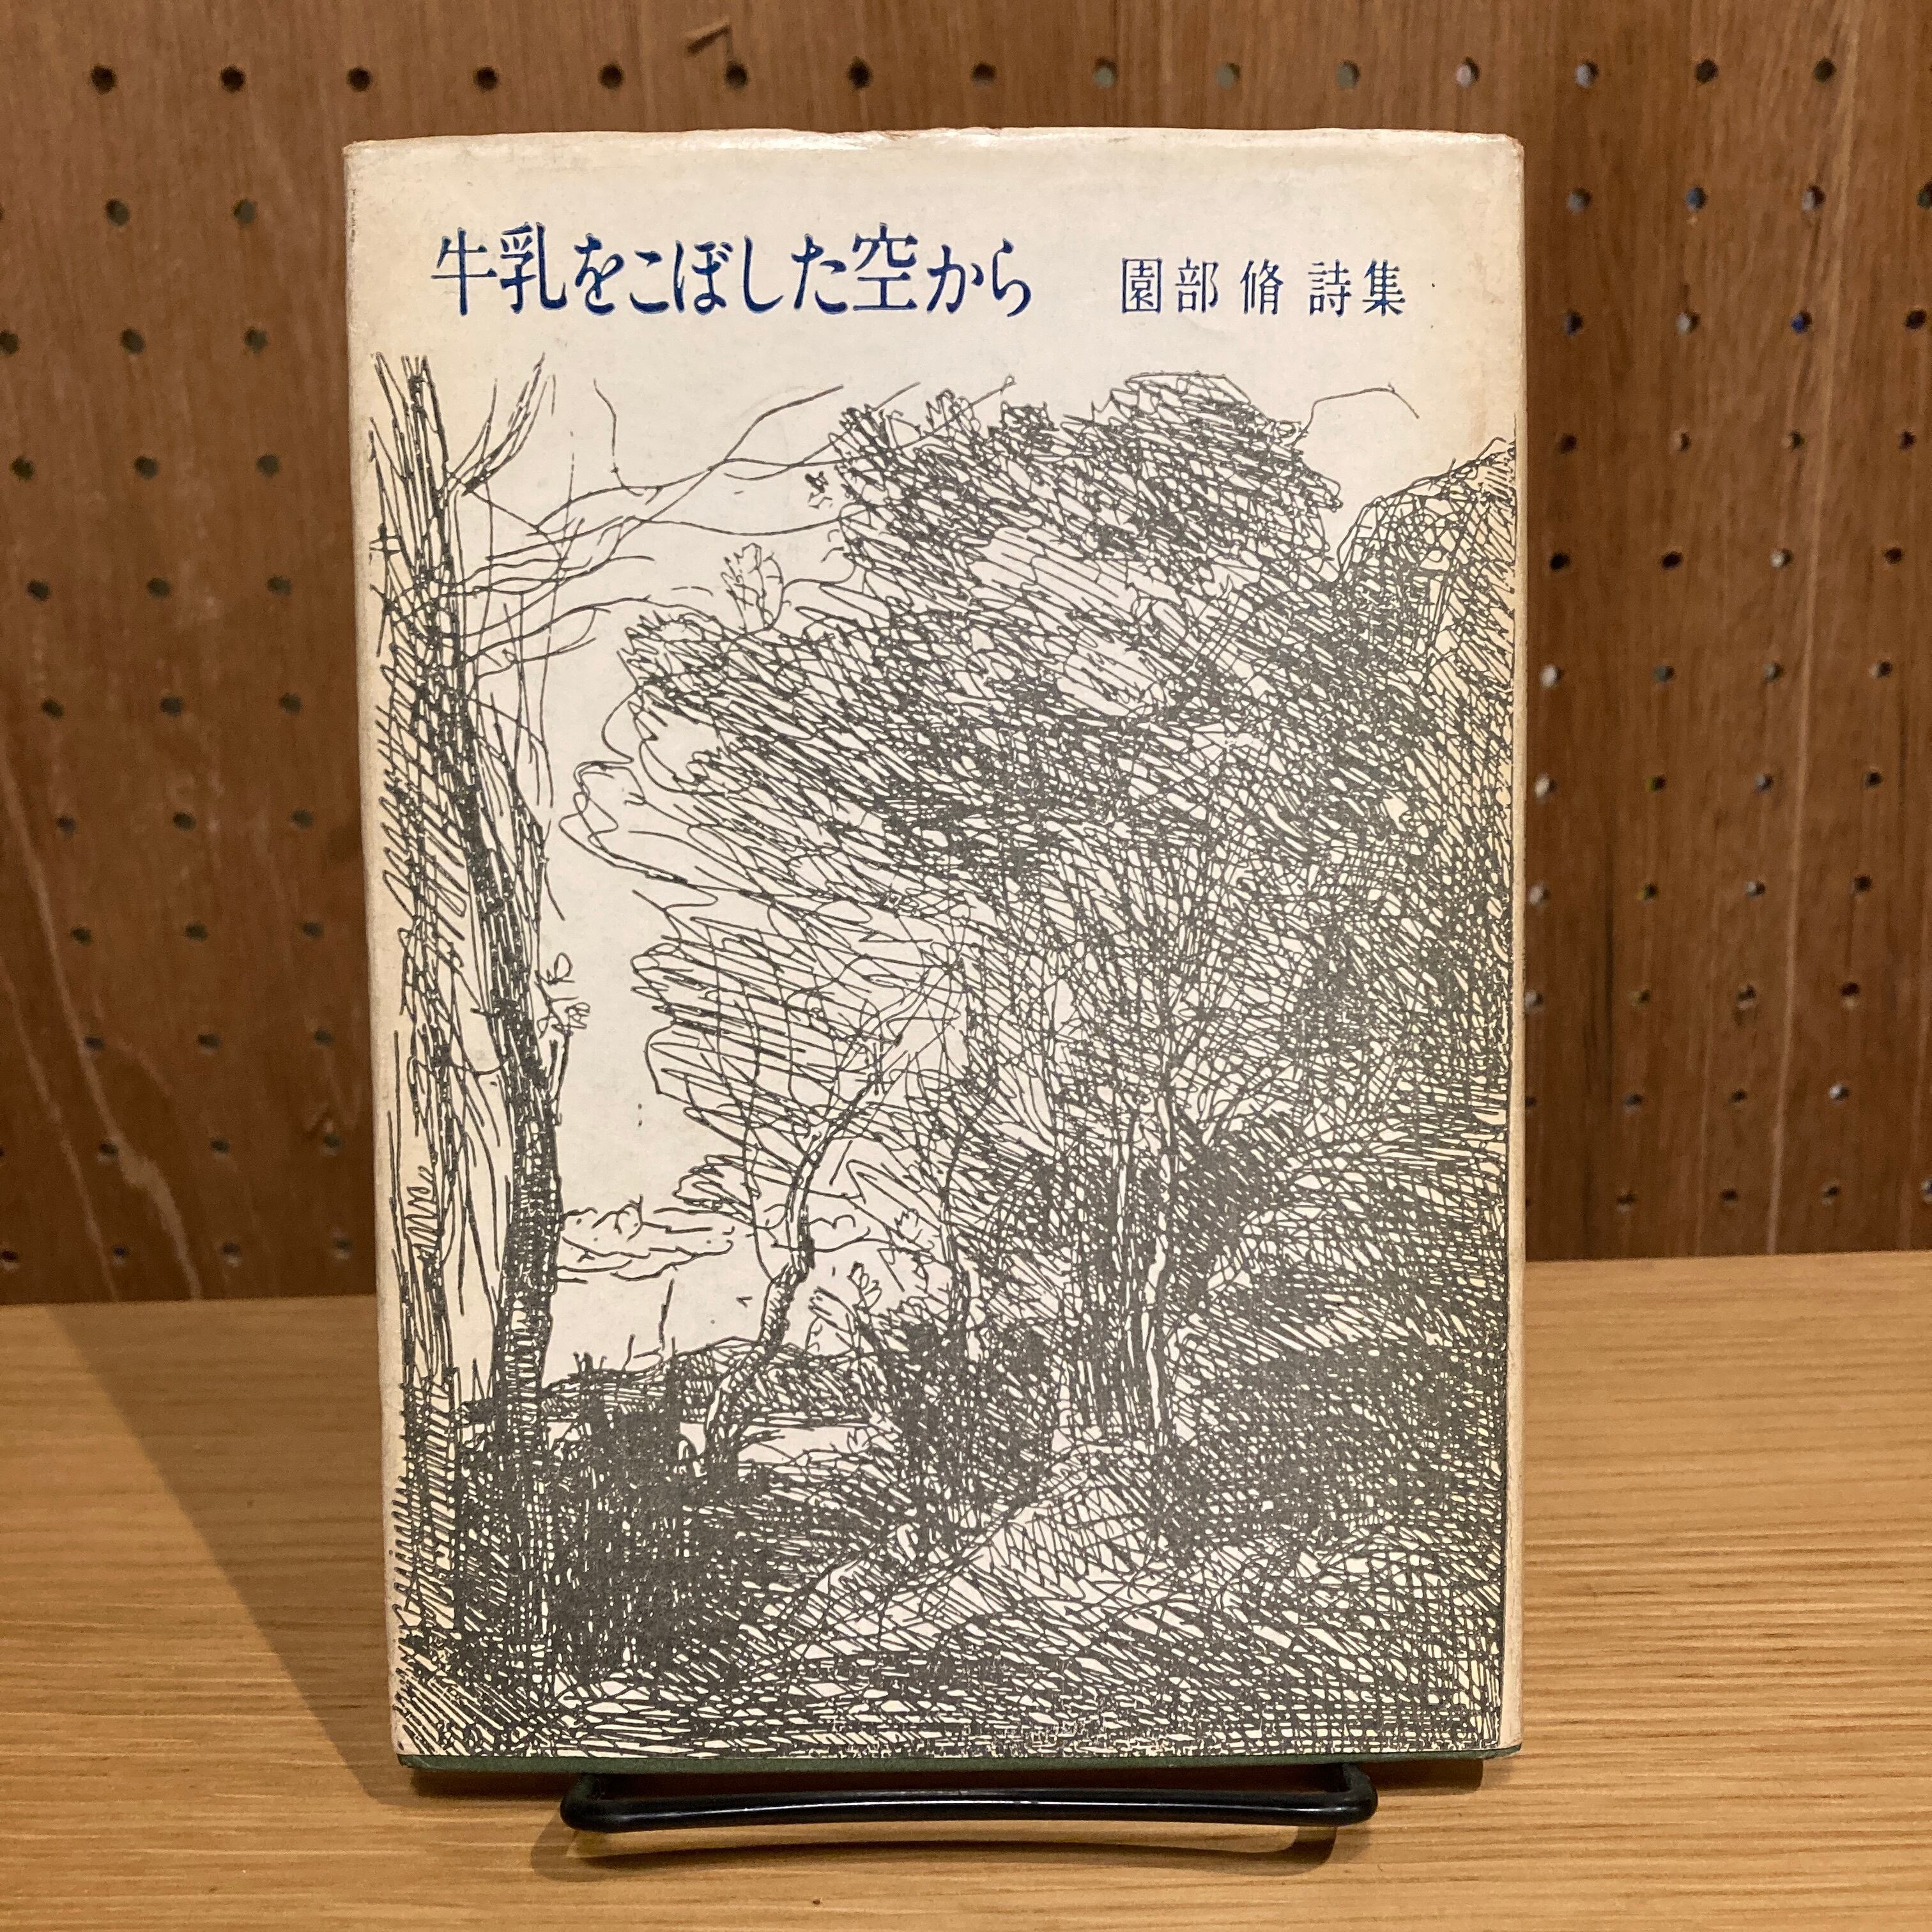 牛乳をこぼした空から 園部 脩 詩集